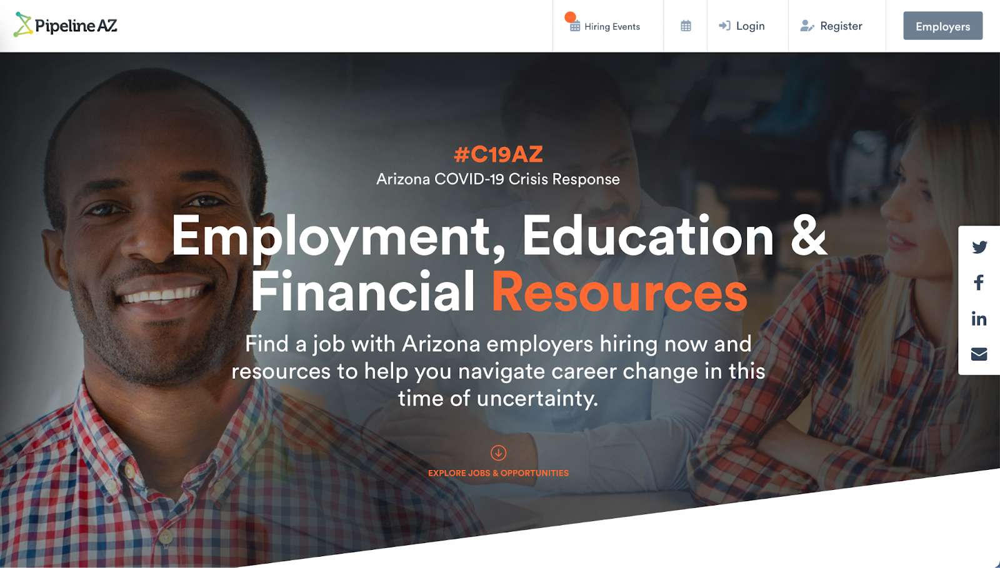 Pipeline AZ
Hiring Events
Login
Register
Employers
#C19AZ
Arizona COVID-19 Crisis Response
Employment, Education &
Financial Resources
Find a job with Arizona employers hiring now and
resources to help you navigate career change in this
time of uncertainty.
EXPLORE JOBS & OPPORTUNITIES